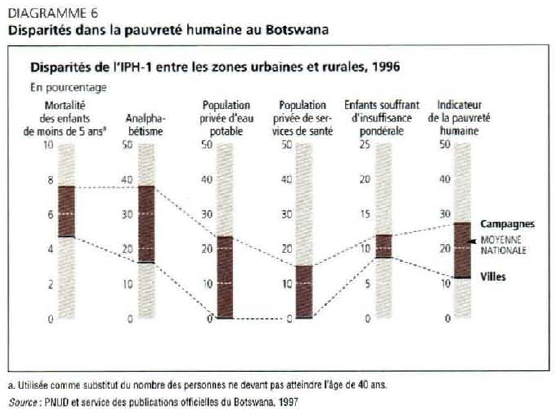 DIAGRAMME 6
Disparités dans la pauvreté humaine au Botswana
Disparités de l'IPH-1 entre les zones urbaines et rurales, 1996
En pourcentage
Mortalité
des enfants
de moins de 5 ansª
Analpha-
bétisme
Population
privée d'eau
potable
Population
privée de ser-
vices de santé
Enfants souffrant
d'insuffisance
pondérale
Indicateur
de la pauvreté
humaine
10 50 50 50 25 50
8 40 40 40 20 40
6 30 30 30 15 30
4 20 20 20 10 20
2 10 10 10 5 10
0 0 0 0 0 0
Campagnes
MOYENNE
NATIONALE
Villes
a. Utilisée comme substitut du nombre des personnes ne devant pas atteindre l'âge de 40 ans.
Source : PNUD et service des publications officielles du Botswana, 1997